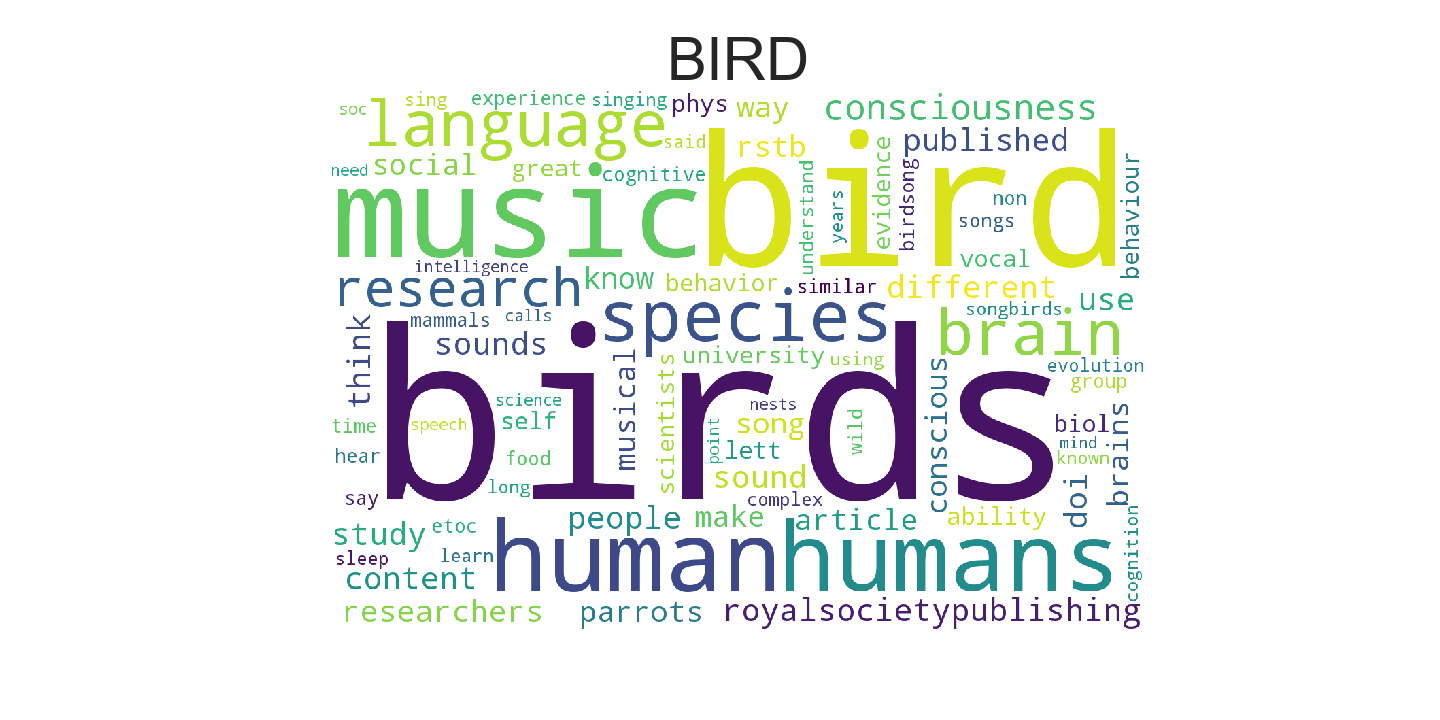 BIRD
soc
sing
experience
singing
phys
way
consciousness
language
said
rstb
published
need
social
great
cognitive
music
bird
understand
years
evidence
birdsong
non
songs
vocal
behaviour
intelligence
research
know
behavior
similar
different
species
songbirds
use
mammals
calls
sounds
brain
think
university
using
evolution
group
birds
science
self
speech
time
hear
food
long
say
musical
scientists
nests
point
song
lett
wild
sound
complex
conscious
biol
mind
known
doi
brains
study
etoc
people
make
article
ability
sleep
learn
content
human
humans
cognition
researchers
parrots
royalsocietypublishing